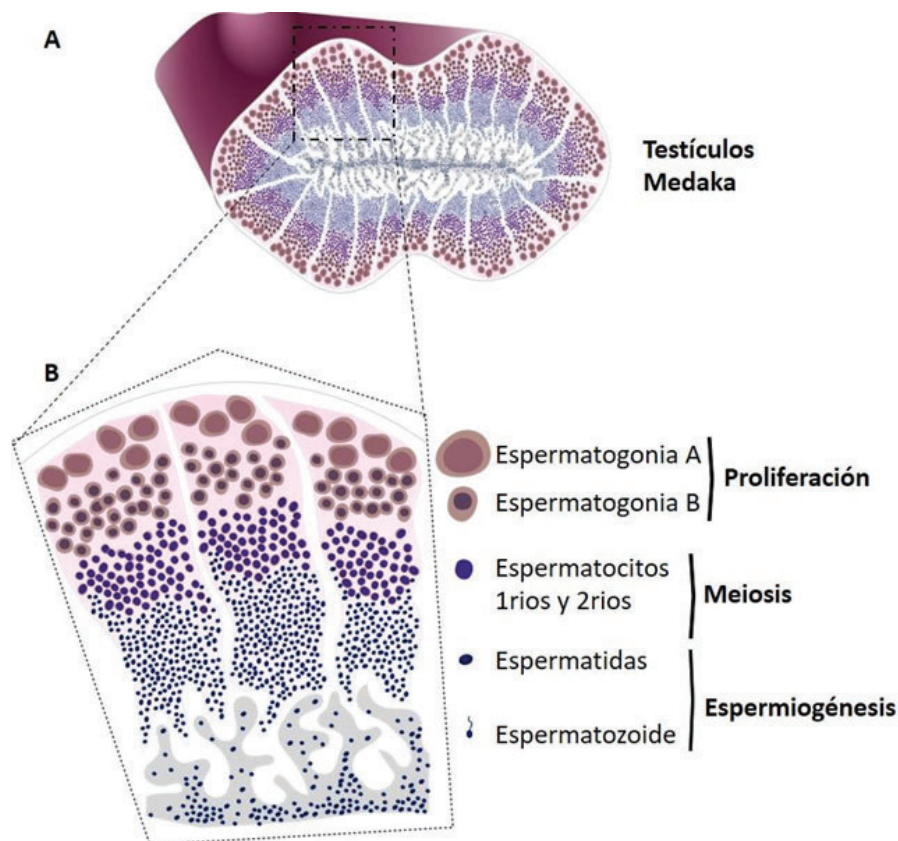 A
Testículos
Medaka
B
Espermatogonia A
Espermatogonia B
Proliferación
Espermatocitos
1rios y 2rios
Meiosis
Espermatidas
Espermatozoide
Espermiogénesis